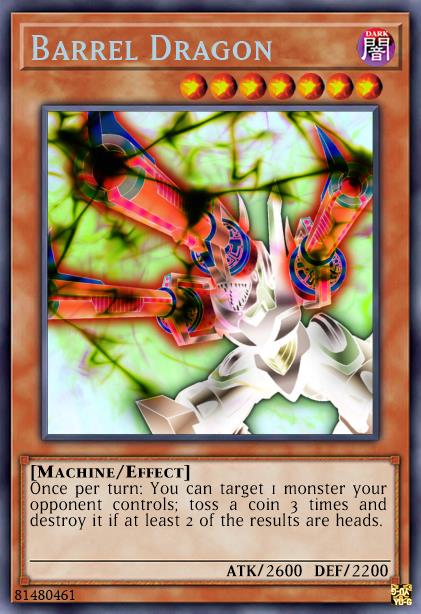 Barrel Dragon
DARK
闇
[Machine/Effect]
Once per turn: You can target 1 monster your
opponent controls; toss a coin 3 times and
destroy it if at least 2 of the results are heads.
ATK/2600 DEF/2200
81480461